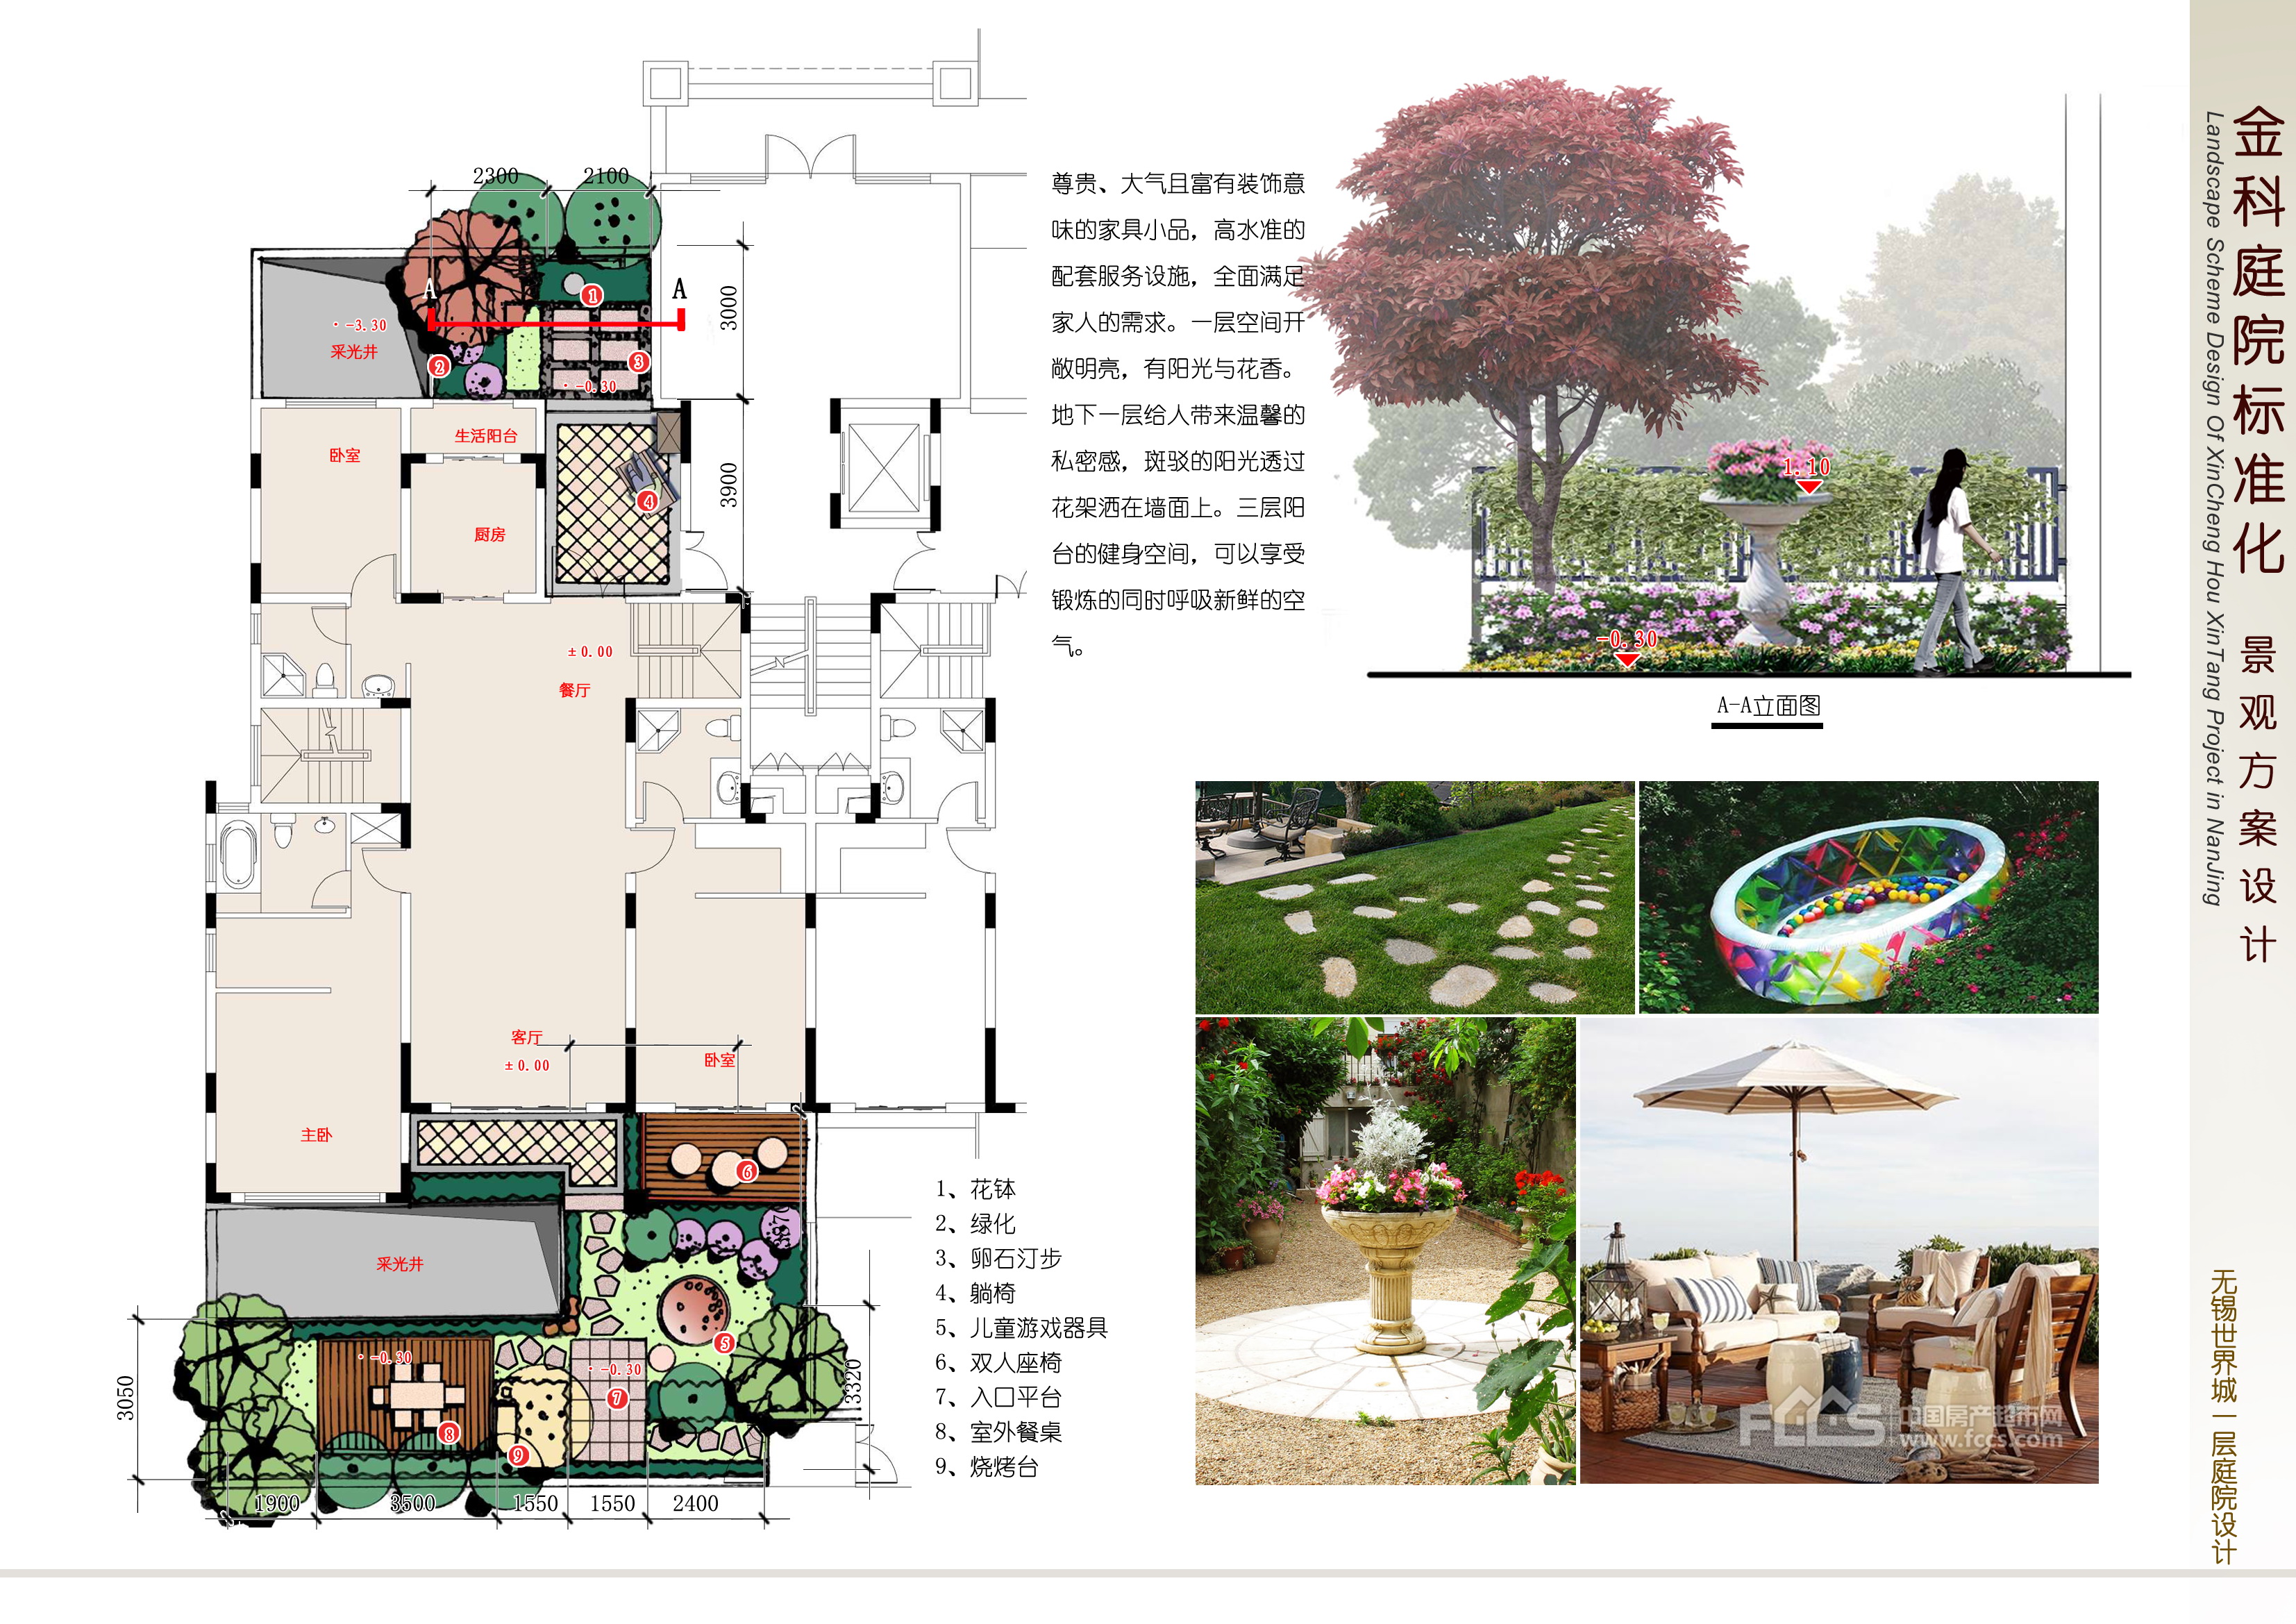 2300
2100
A
A
1
3000
· -3.30
采光井
2
3
· -0.30
生活阳台
卧室
3900
4
厨房
±0.00
餐厅
客厅
±0.00
卧室
主卧
6
采光井
5
3050
· -0.30
· -0.30
7
8
9
3320
1900
3500
1550
1550
2400
尊贵、大气且富有装饰意
味的家具小品，高水准的
配套服务设施，全面满足
家人的需求。一层空间开
敞明亮，有阳光与花香。
地下一层给人带来温馨的
私密感，斑驳的阳光透过
花架洒在墙面上。三层阳
台的健身空间，可以享受
锻炼的同时呼吸新鲜的空
气。
1、花钵
2、绿化
3、卵石汀步
4、躺椅
5、儿童游戏器具
6、双人座椅
7、入口平台
8、室外餐桌
9、烧烤台
1.10
-0.30
A-A立面图
FCCS 中国房产超市网
www.fccs.com
金科庭院标准化 景观方案设计
Landscape Scheme Design Of XinCheng Hou XinTang Project in NanJing
无锡世界城一层庭院设计